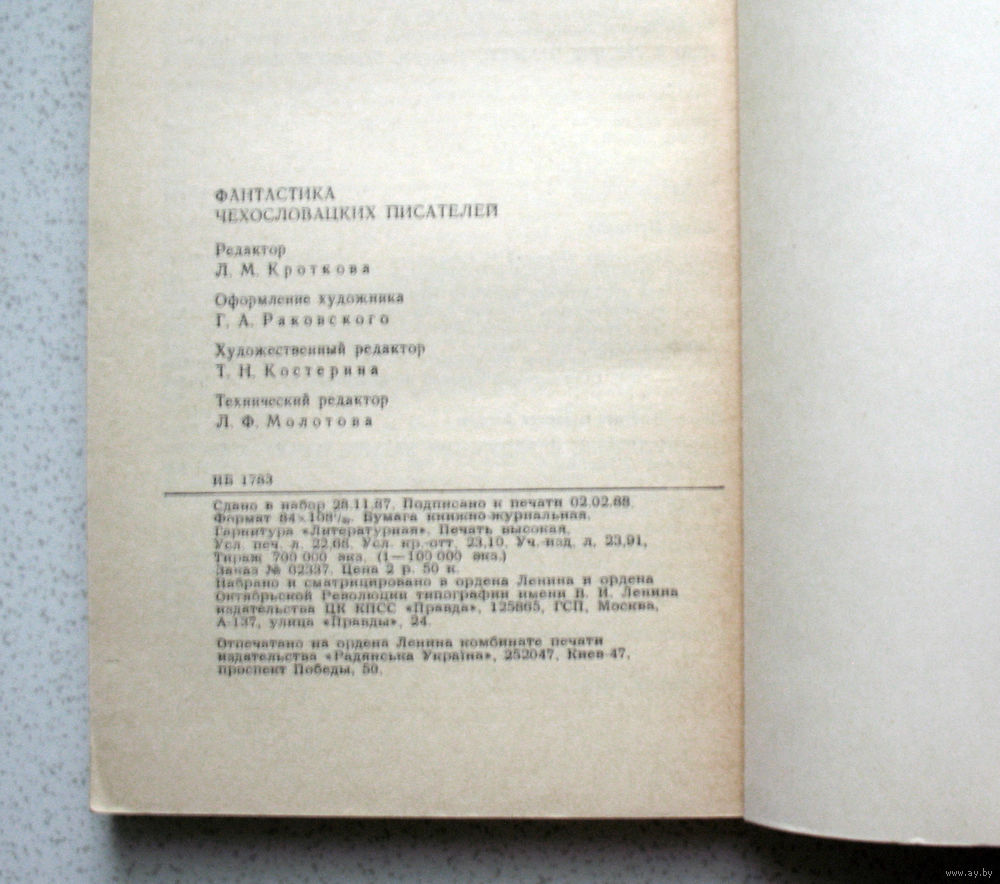 ФАНТАСТИКА
ЧЕХОСЛОВАЦКИХ ПИСАТЕЛЕЙ
Редактор
Л. М. Кроткова
Оформление художника
Г. А. Раковского
Художественный редактор
Т. Н. Костерина
Технический редактор
Л. Ф. Молотова
ИБ 1783
Сдано в набор 28.11.87. Подписано к печати 02.02.88.
Формат 84×108¹/₃₂. Бумага книжно-журнальная.
Гарнитура «Литературная». Печать высокая.
Усл. печ. л. 22,68. Усл. кр.-отт. 23,10. Уч.-изд. л. 23,91.
Тираж 700 000 экз. (1—100 000 экз.)
Заказ № 02337. Цена 2 р. 50 к.
Набрано и сматрицировано в ордена Ленина и ордена
Октябрьской Революции типографии имени В. И. Ленина
издательства ЦК КПСС «Правда», 125865, ГСП, Москва,
А-137, улица «Правды», 24.
Отпечатано на ордена Ленина комбинате печати
издательства «Радянська Україна», 252047, Киев-47,
проспект Победы, 50.
www.ay.by